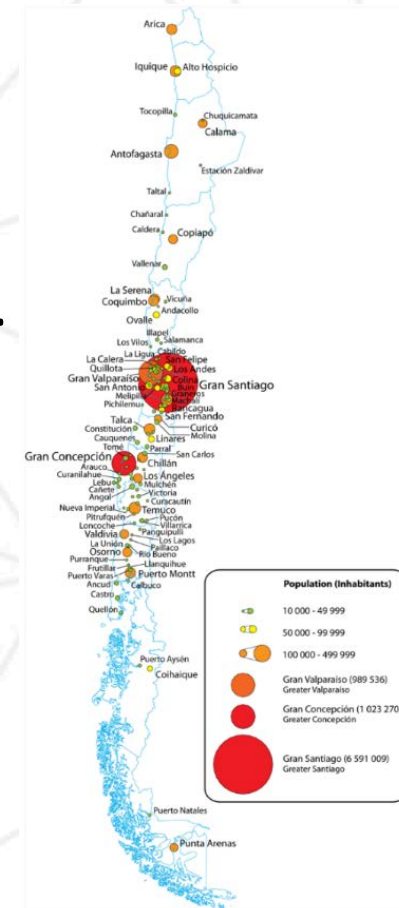 Arica
Iquique
Alto Hospicio
Tocopilla
Chuquicamata
Calama
Antofagasta
Estación Zaldivar
Taltal
Chañaral
Caldera
Copiapó
Vallenar
La Serena
Coquimbo
Vicuña
Andacollo
Ovalle
Illapel
Los Vilos
Salamanca
La Ligua
Cabildo
La Calera
San Felipe
Quillota
Los Andes
Gran Valparaiso
Colina
Gran Santiago
San Antonio
Buin
Melipilla
Graneros
Machalí
Pichilemu
Rancagua
San Fernando
Talca
Curicó
Constitución
Molina
Cauquenes
Linares
Tomé
Parral
San Carlos
Gran Concepción
Chillán
Arauco
Curanilahue
Los Ángeles
Lebu
Mulchén
Cañete
Angol
Victoria
Curacautín
Nueva Imperial
Temuco
Pitrufquén
Pucón
Loncoche
Villarrica
Panguipulli
Valdivia
Los Lagos
La Unión
Paillaco
Osorno
Río Bueno
Purranque
Frutillar
Llanquihue
Puerto Varas
Puerto Montt
Ancud
Calbuco
Castro
Quellón
Puerto Aysén
Coihaique
Puerto Natales
Punta Arenas
Population (Inhabitants)
10 000 - 49 999
50 000 - 99 999
100 000 - 499 999
Gran Valparaiso (989 536)
Greater Valparaiso
Gran Concepción (1 023 270)
Greater Concepción
Gran Santiago (6 591 009)
Greater Santiago